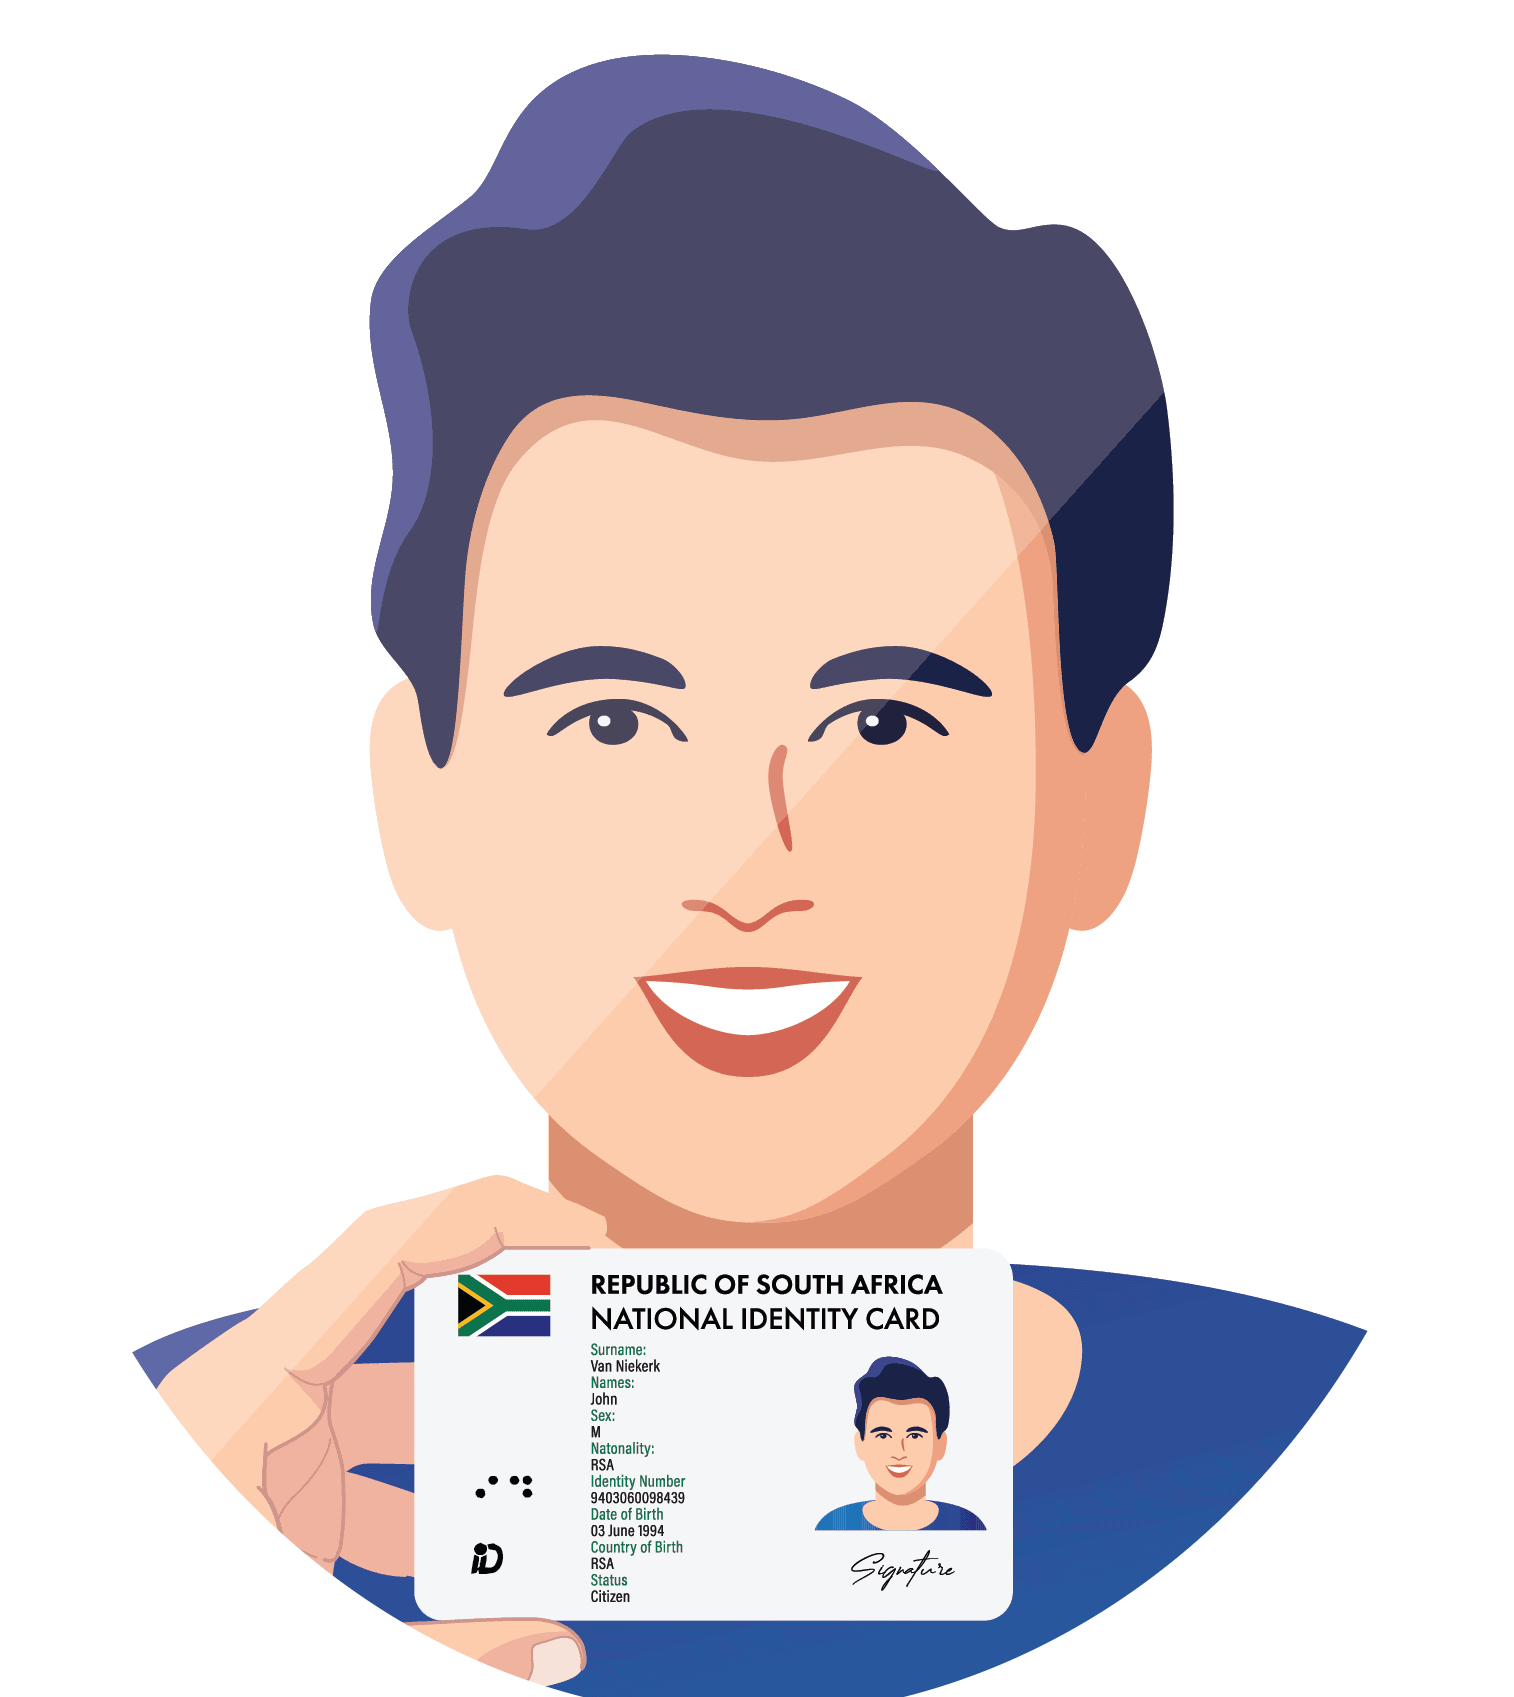 REPUBLIC OF SOUTH AFRICA
NATIONAL IDENTITY CARD
Surname:
Van Niekerk
Names:
John
Sex:
M
Natonality:
RSA
Identity Number
9403060098439
Date of Birth
03 June 1994
Country of Birth
RSA
Status
Citizen
iD
Signature